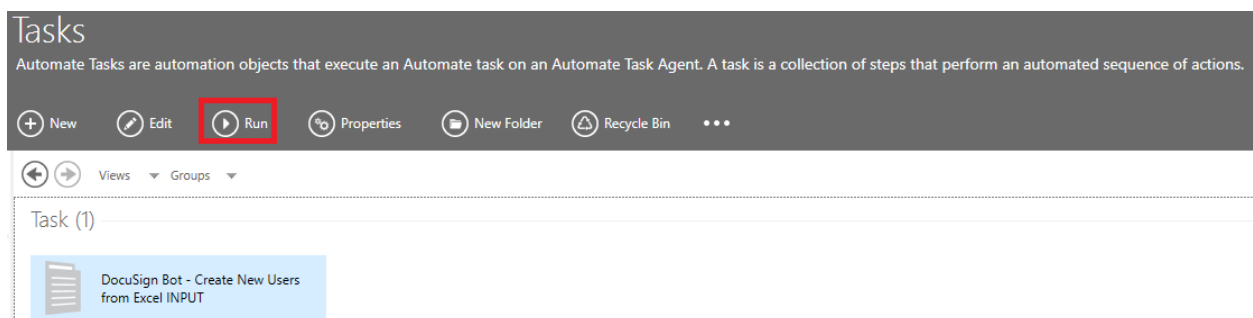 Tasks
Automate Tasks are automation objects that execute an Automate task on an Automate Task Agent. A task is a collection of steps that perform an automated sequence of actions.
New Edit Run Properties New Folder Recycle Bin •••
Views Groups
Task (1)
DocuSign Bot - Create New Users
from Excel INPUT